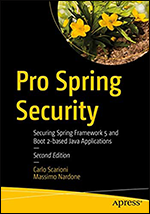 Pro Spring
Security
Securing Spring Framework 5 and
Boot 2-based Java Applications
Second Edition
Carlo Scarioni
Massimo Nardone
Apress®